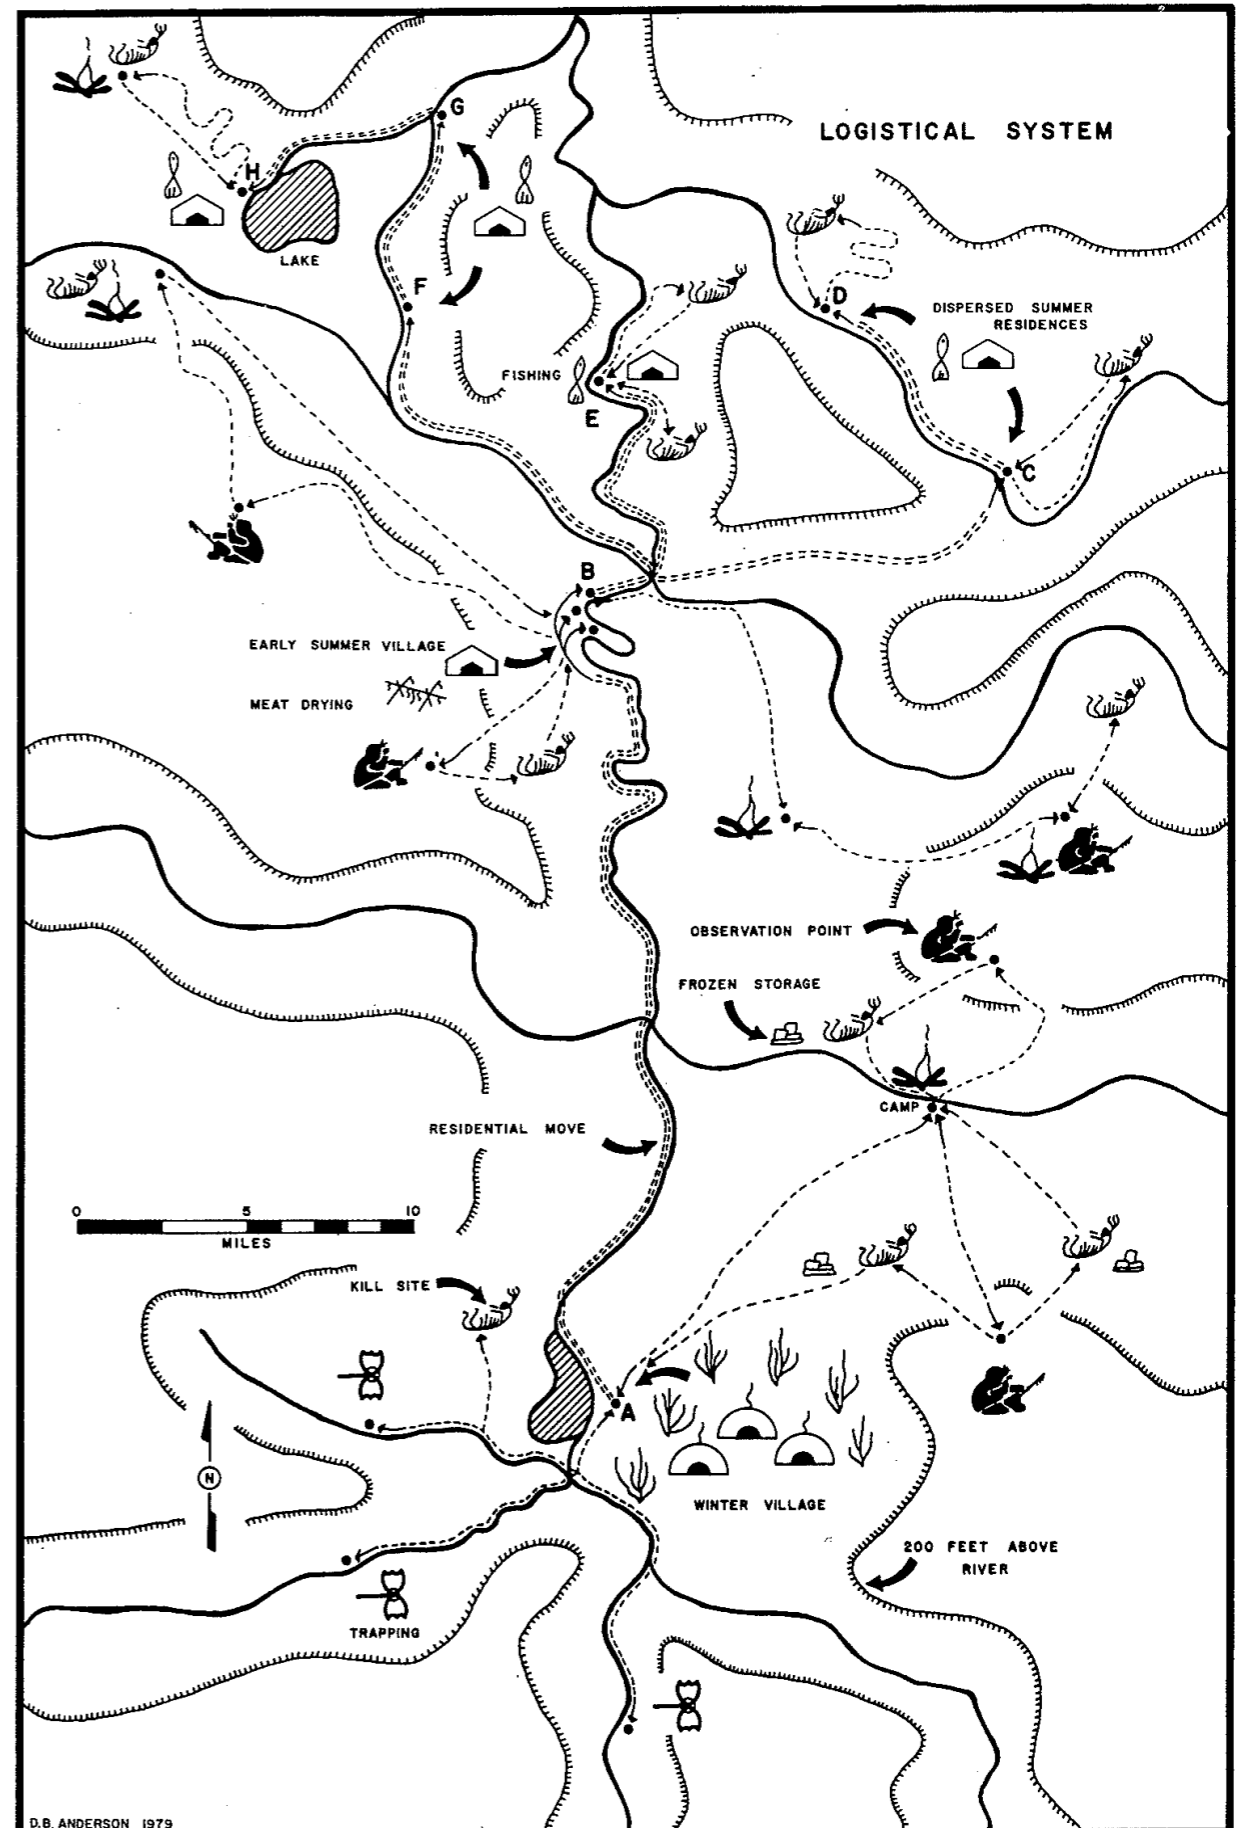 LOGISTICAL SYSTEM
G
H
LAKE
F
D
DISPERSED SUMMER
RESIDENCES
FISHING
E
C
B
EARLY SUMMER VILLAGE
MEAT DRYING
OBSERVATION POINT
FROZEN STORAGE
CAMP
RESIDENTIAL MOVE
0 5 10
MILES
KILL SITE
A
N
WINTER VILLAGE
200 FEET ABOVE
RIVER
TRAPPING
D.B. ANDERSON 1979